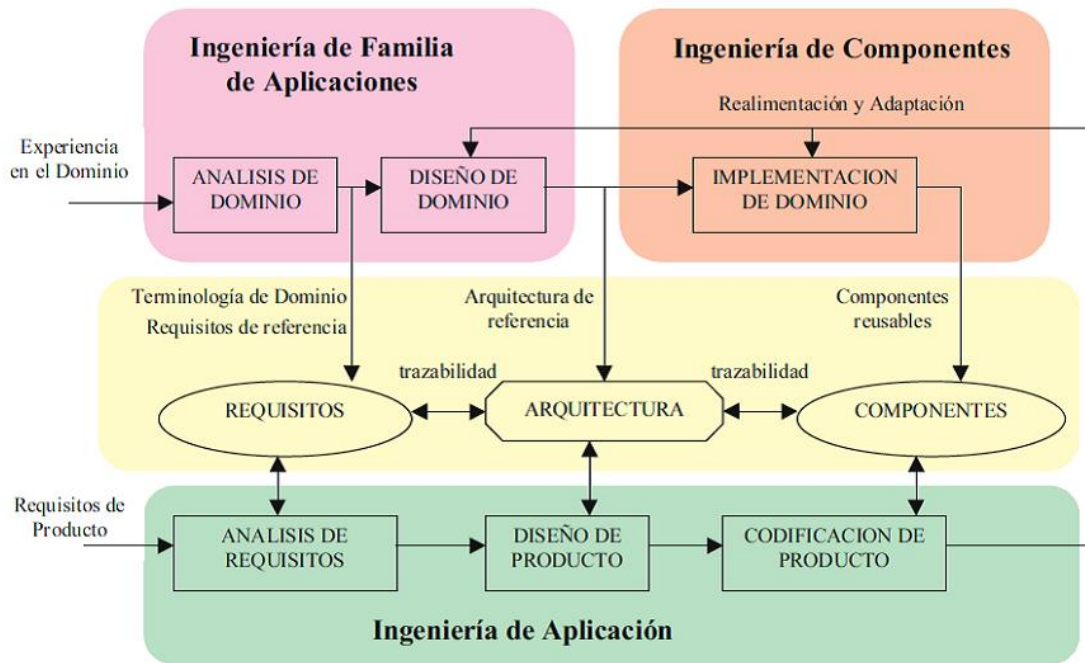 Ingeniería de Familia
de Aplicaciones
Ingeniería de Componentes
Realimentación y Adaptación
Experiencia
en el Dominio
ANALISIS DE
DOMINIO
DISEÑO DE
DOMINIO
IMPLEMENTACION
DE DOMINIO
Terminología de Dominio
Requisitos de referencia
Arquitectura de
referencia
Componentes
reusables
trazabilidad
trazabilidad
REQUISITOS
ARQUITECTURA
COMPONENTES
Requisitos de
Producto
ANALISIS DE
REQUISITOS
DISEÑO DE
PRODUCTO
CODIFICACION DE
PRODUCTO
Ingeniería de Aplicación